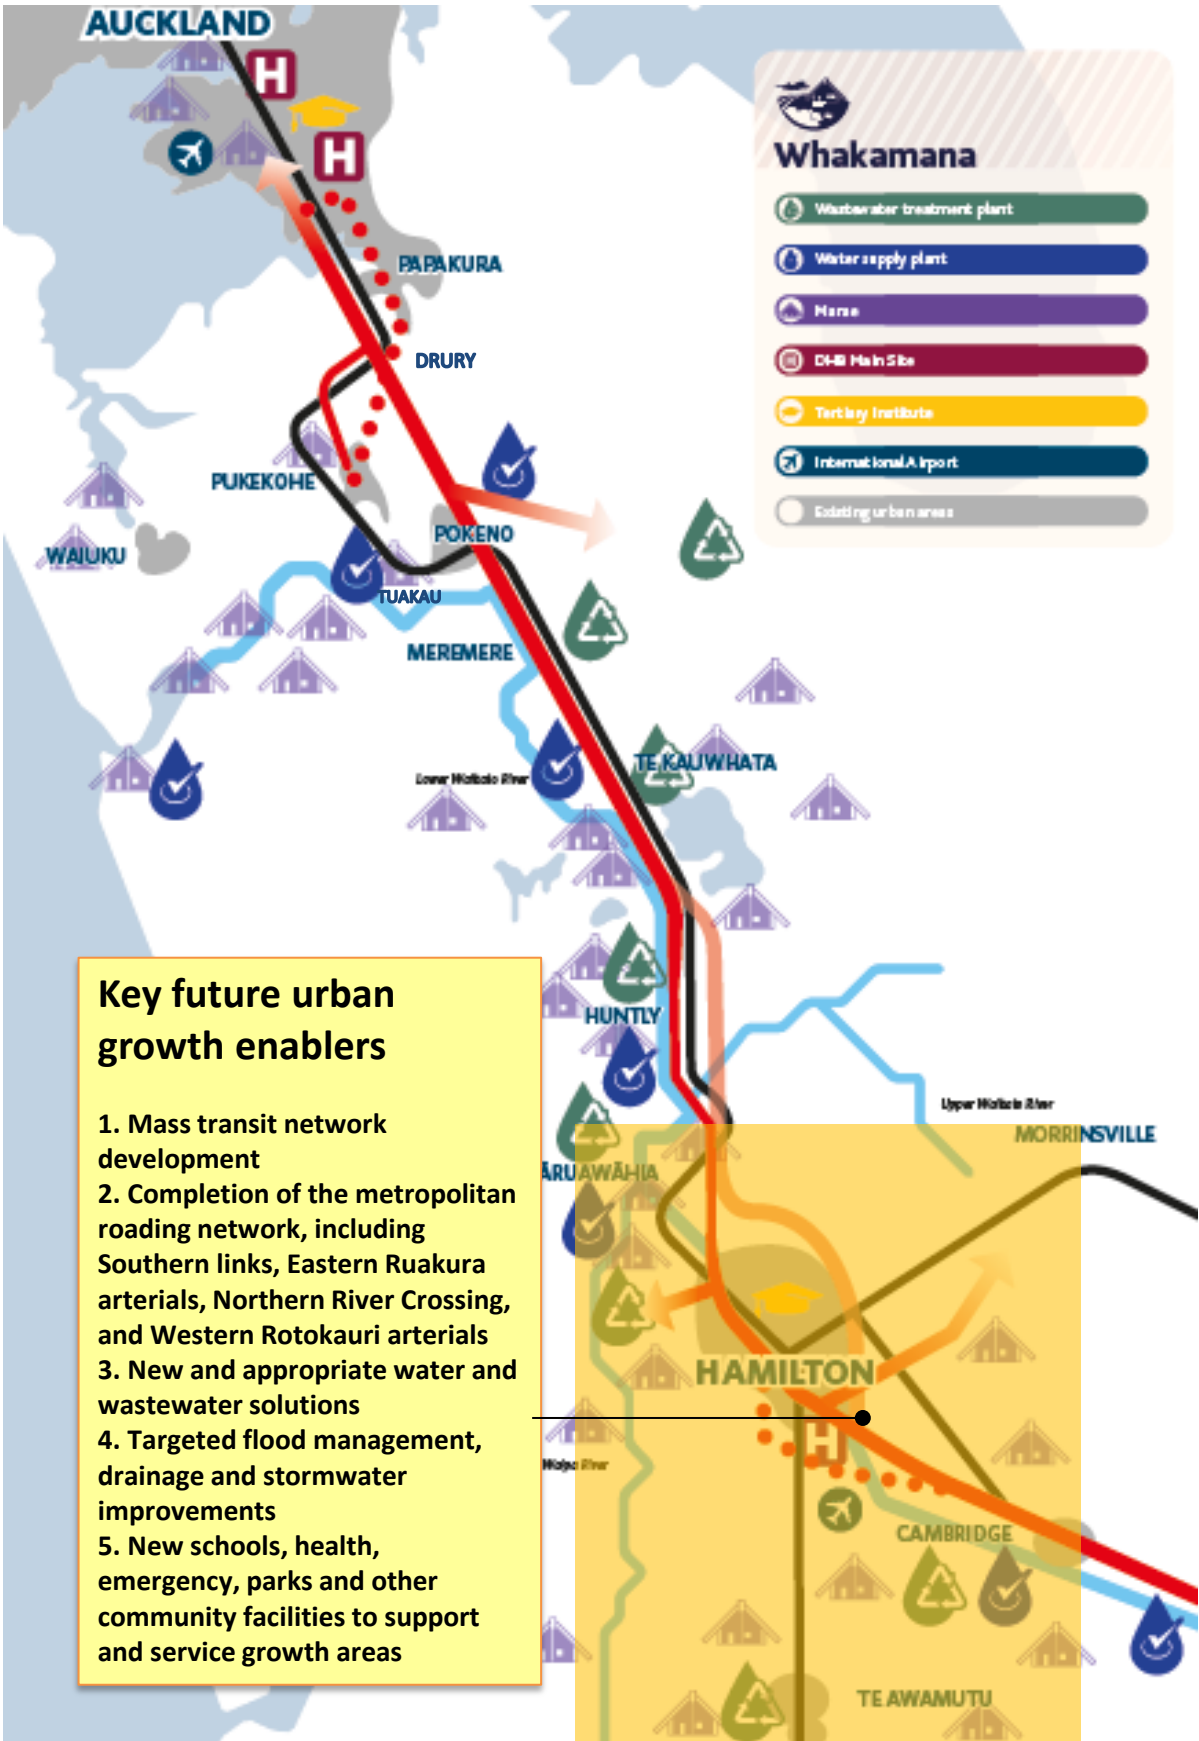 AUCKLAND
H
H
Whakamana
Wastewater treatment plant
Water supply plant
Marae
DHB Main Site
Tertiary Institute
International Airport
Existing urban areas
PAPAKURA
DRURY
PUKEKOHE
POKENO
WAIUKU
TUAKAU
MEREMERE
TE KAUWHATA
Lower Waikato River
HUNTLY
Upper Waikato River
MORRINSVILLE
ĀRUAWĀHIA
HAMILTON
H
Waipa River
CAMBRIDGE
TE AWAMUTU
Key future urban
growth enablers
1. Mass transit network
development
2. Completion of the metropolitan
roading network, including
Southern links, Eastern Ruakura
arterials, Northern River Crossing,
and Western Rotokauri arterials
3. New and appropriate water and
wastewater solutions
4. Targeted flood management,
drainage and stormwater
improvements
5. New schools, health,
emergency, parks and other
community facilities to support
and service growth areas